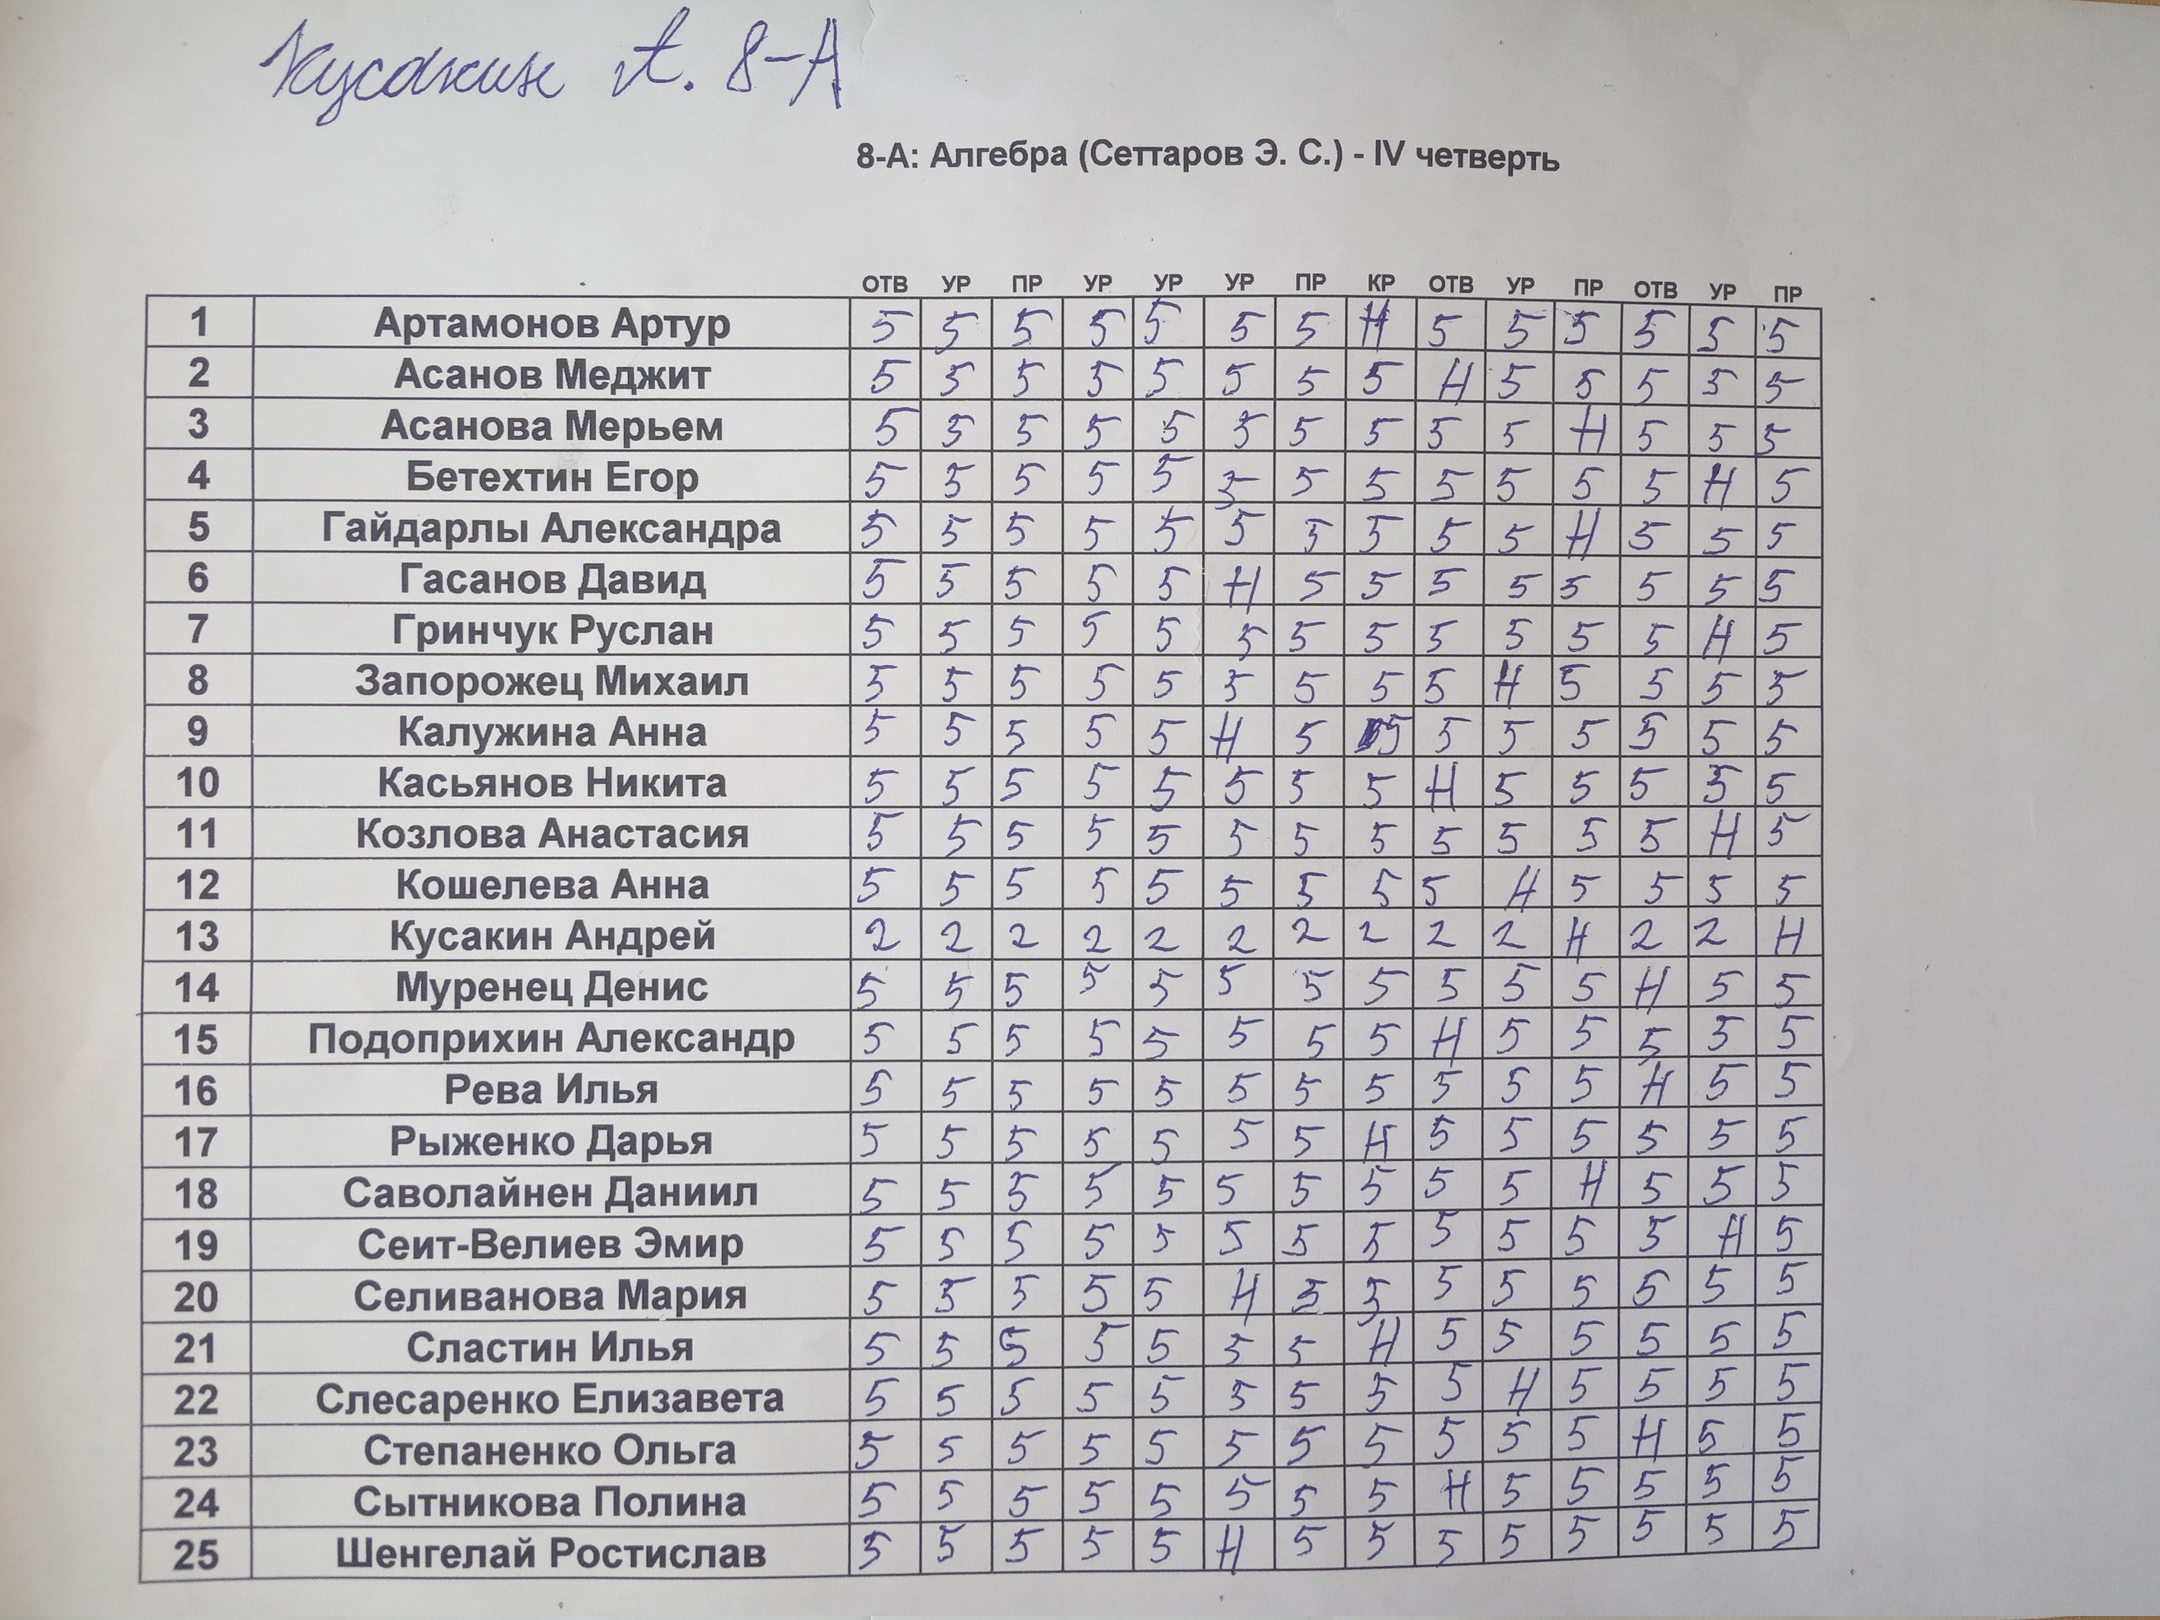 Кусакин А. 8-А
8-А: Алгебра (Сеттаров Э. С.) - IV четверть
ОТВ УР ПР УР УР УР ПР КР ОТВ УР ПР ОТВ УР ПР
1 Артамонов Артур 5 5 5 5 5 5 5 Н 5 5 5 5 5 5
2 Асанов Меджит 5 5 5 5 5 5 5 5 Н 5 5 5 5 5
3 Асанова Мерьем 5 5 5 5 5 5 5 5 5 5 Н 5 5 5
4 Бетехтин Егор 5 5 5 5 5 5 5 5 5 5 5 5 Н 5
5 Гайдарлы Александра 5 5 5 5 5 5 5 5 5 5 Н 5 5 5
6 Гасанов Давид 5 5 5 5 5 Н 5 5 5 5 5 5 5 5
7 Гринчук Руслан 5 5 5 5 5 5 5 5 5 5 5 5 Н 5
8 Запорожец Михаил 5 5 5 5 5 5 5 5 5 Н 5 5 5 5
9 Калужина Анна 5 5 5 5 5 Н 5 5 5 5 5 5 5 5
10 Касьянов Никита 5 5 5 5 5 5 5 5 Н 5 5 5 5 5
11 Козлова Анастасия 5 5 5 5 5 5 5 5 5 5 5 5 Н 5
12 Кошелева Анна 5 5 5 5 5 5 5 5 5 Н 5 5 5 5
13 Кусакин Андрей 2 2 2 2 2 2 2 2 2 2 Н 2 2 Н
14 Муренец Денис 5 5 5 5 5 5 5 5 5 5 5 Н 5 5
15 Подоприхин Александр 5 5 5 5 5 5 5 5 Н 5 5 5 5 5
16 Рева Илья 5 5 5 5 5 5 5 5 5 5 5 Н 5 5
17 Рыженко Дарья 5 5 5 5 5 5 5 Н 5 5 5 5 5 5
18 Саволайнен Даниил 5 5 5 5 5 5 5 5 5 5 Н 5 5 5
19 Сеит-Велиев Эмир 5 5 5 5 5 5 5 5 5 5 5 5 Н 5
20 Селиванова Мария 5 5 5 5 5 Н 5 5 5 5 5 5 5 5
21 Сластин Илья 5 5 5 5 5 5 5 Н 5 5 5 5 5 5
22 Слесаренко Елизавета 5 5 5 5 5 5 5 5 5 Н 5 5 5 5
23 Степаненко Ольга 5 5 5 5 5 5 5 5 5 5 5 Н 5 5
24 Сытникова Полина 5 5 5 5 5 5 5 5 Н 5 5 5 5 5
25 Шенгелай Ростислав 5 5 5 5 5 Н 5 5 5 5 5 5 5 5